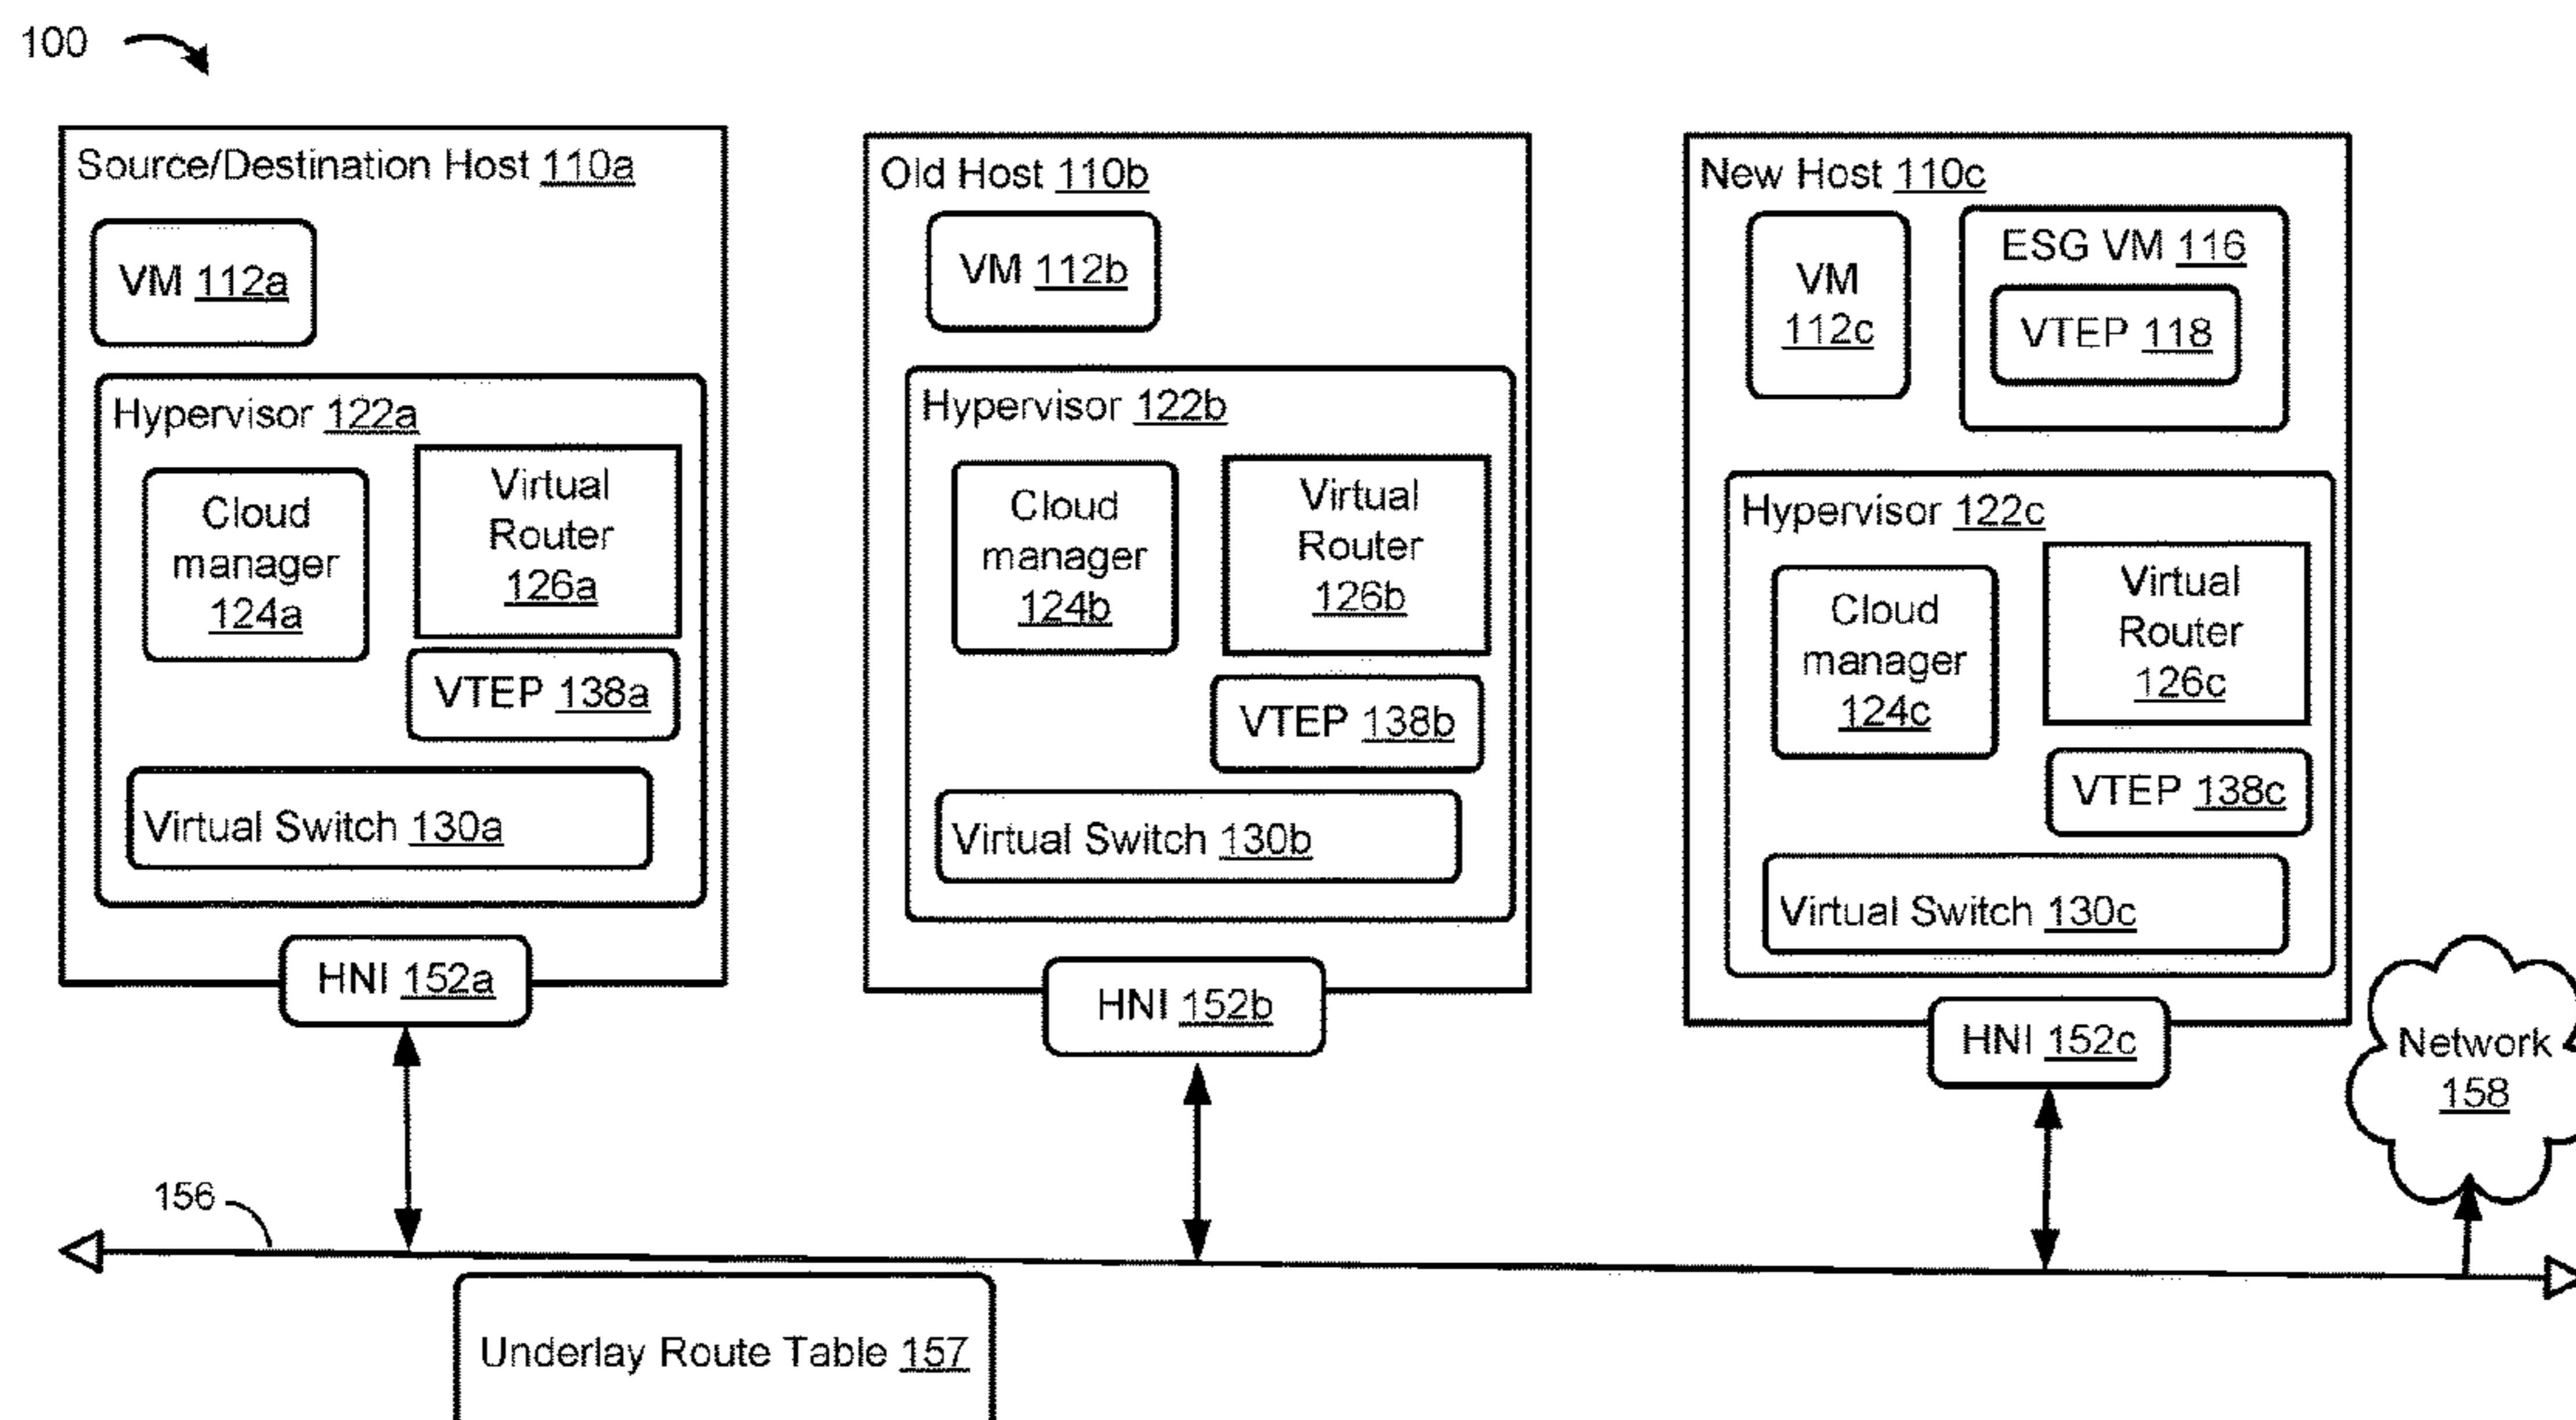 100
Source/Destination Host 110a
VM 112a
Hypervisor 122a
Cloud
manager
124a
Virtual
Router
126a
VTEP 138a
Virtual Switch 130a
HNI 152a
Old Host 110b
VM 112b
Hypervisor 122b
Cloud
manager
124b
Virtual
Router
126b
VTEP 138b
Virtual Switch 130b
HNI 152b
New Host 110c
VM
112c
ESG VM 116
VTEP 118
Hypervisor 122c
Cloud
manager
124c
Virtual
Router
126c
VTEP 138c
Virtual Switch 130c
HNI 152c
Network
158
156
Underlay Route Table 157